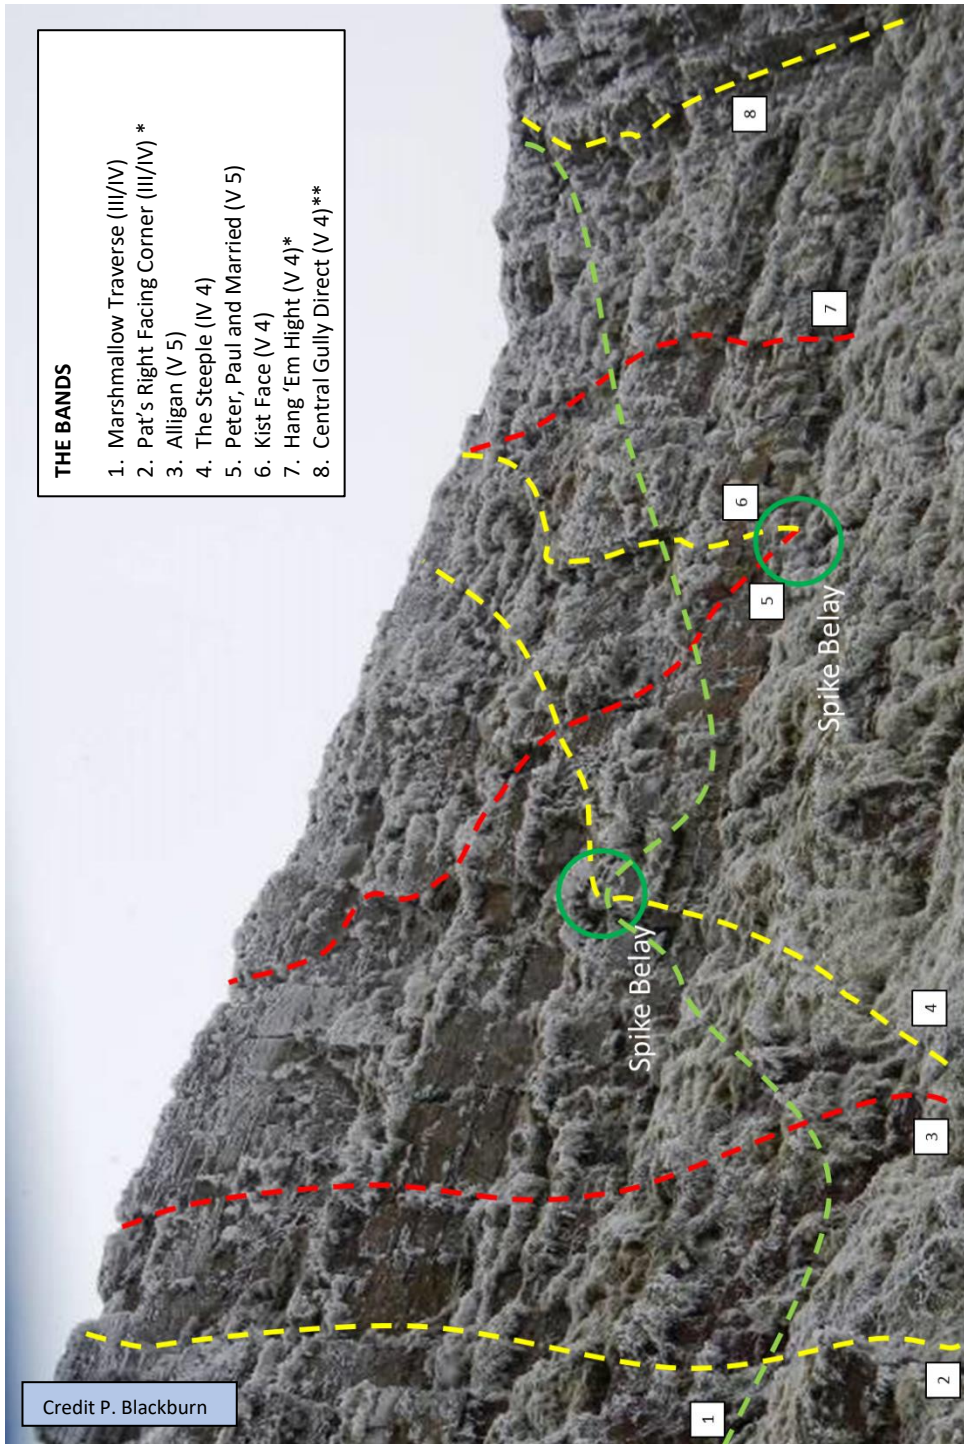 THE BANDS
1. Marshmallow Traverse (III/IV)
2. Pat's Right Facing Corner (III/IV) *
3. Alligan (V 5)
4. The Steeple (IV 4)
5. Peter, Paul and Married (V 5)
6. Kist Face (V 4)
7. Hang 'Em Hight (V 4)*
8. Central Gully Direct (V 4)**
1
2
3
4
Spike Belay
5
6
Spike Belay
7
8
Credit P. Blackburn